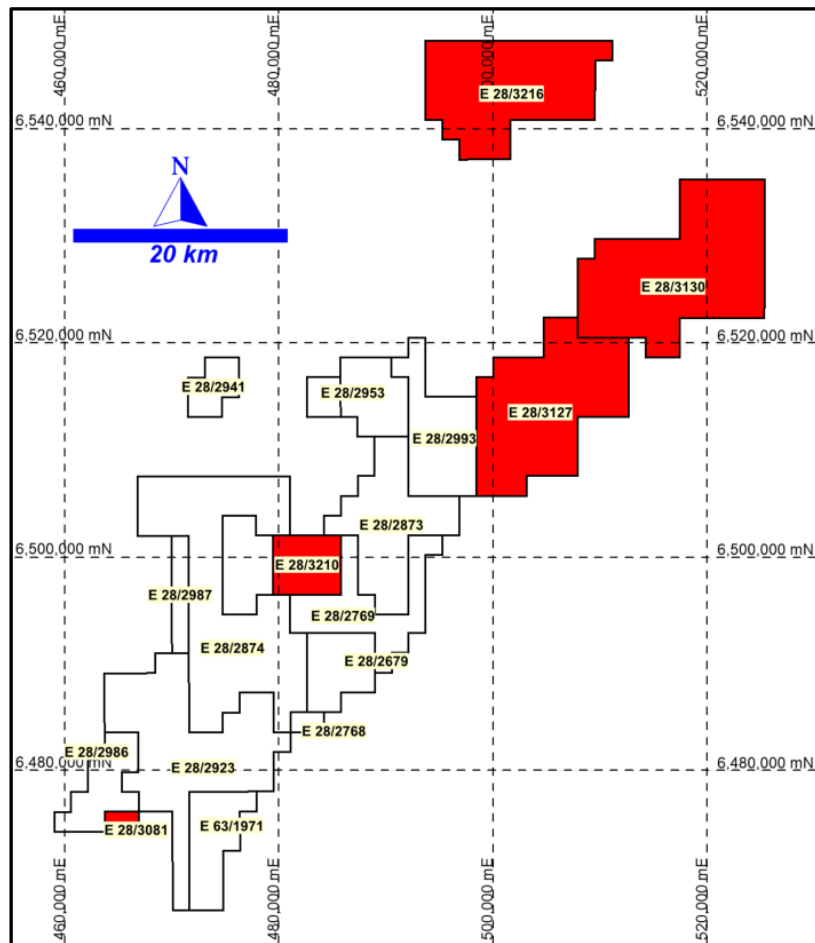 460,000 mE
480,000 mE
500,000 mE
520,000 mE
E 28/3216
6,540,000 mN
6,540,000 mN
N
20 km
E 28/3130
6,520,000 mN
6,520,000 mN
E 28/2941
E 28/2953
E 28/3127
E 28/2993
E 28/2873
6,500,000 mN
6,500,000 mN
E 28/3210
E 28/2987
E 28/2769
E 28/2874
E 28/2679
E 28/2768
E 28/2986
E 28/2923
6,480,000 mN
6,480,000 mN
E 28/3081
E 63/1971
460,000 mE
480,000 mE
500,000 mE
520,000 mE